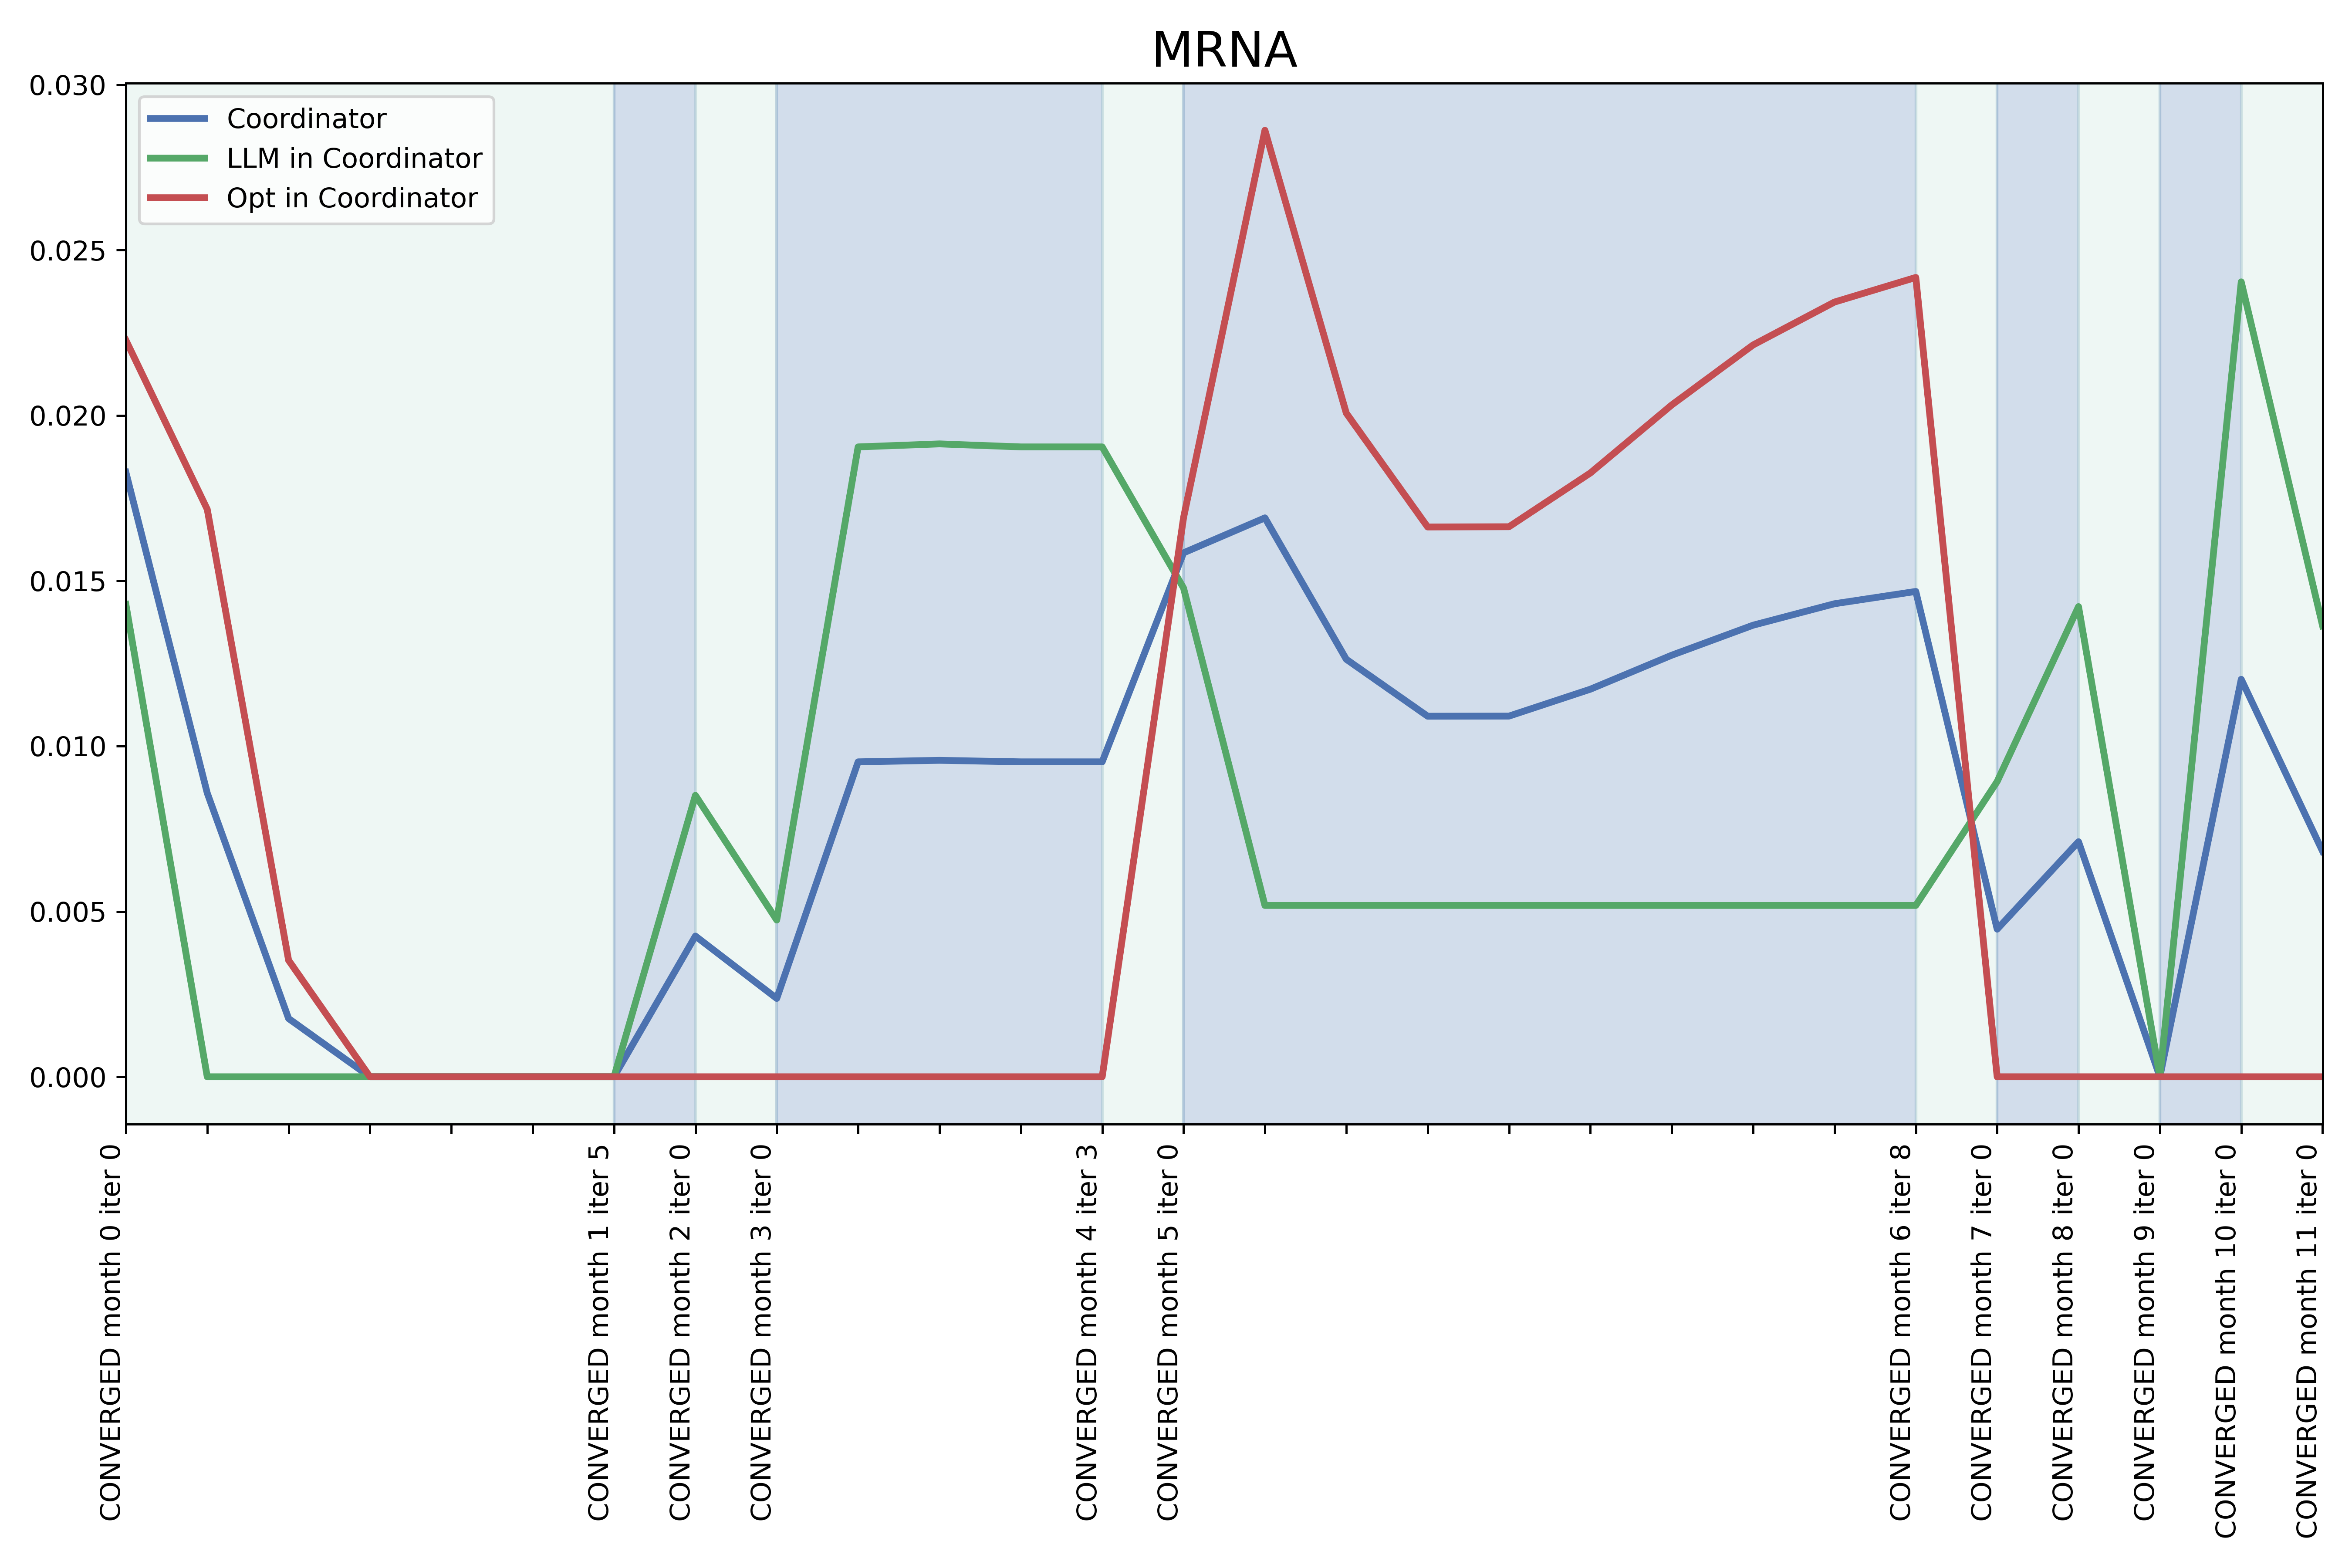 MRNA
0.030
0.025
0.020
0.015
0.010
0.005
0.000
Coordinator
LLM in Coordinator
Opt in Coordinator
CONVERGED month 0 iter 0
CONVERGED month 1 iter 5
CONVERGED month 2 iter 0
CONVERGED month 3 iter 0
CONVERGED month 4 iter 3
CONVERGED month 5 iter 0
CONVERGED month 6 iter 8
CONVERGED month 7 iter 0
CONVERGED month 8 iter 0
CONVERGED month 9 iter 0
CONVERGED month 10 iter 0
CONVERGED month 11 iter 0